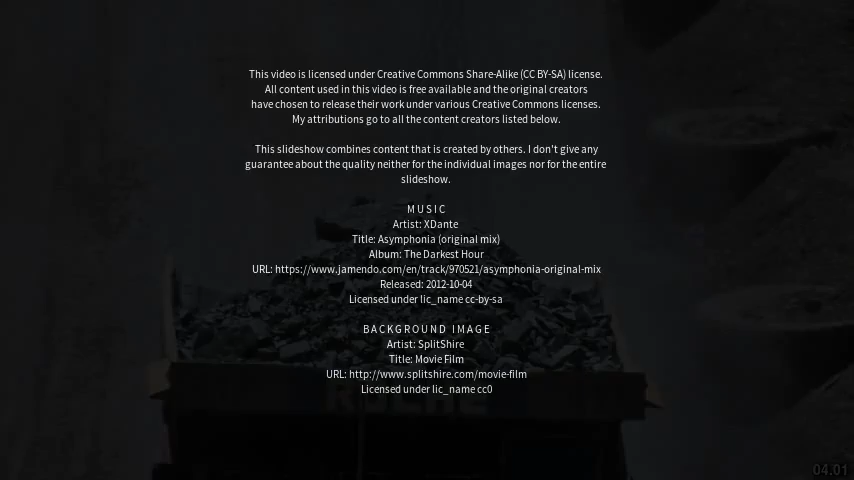 This video is licensed under Creative Commons Share-Alike (CC BY-SA) license.
All content used in this video is free available and the original creators
have chosen to release their work under various Creative Commons licenses.
My attributions go to all the content creators listed below.
This slideshow combines content that is created by others. I don't give any
guarantee about the quality neither for the individual images nor for the entire
slideshow.
MUSIC
Artist: XDante
Title: Asymphonia (original mix)
Album: The Darkest Hour
URL: https://www.jamendo.com/en/track/970521/asymphonia-original-mix
Released: 2012-10-04
Licensed under lic_name cc-by-sa
BACKGROUND IMAGE
Artist: SplitShire
Title: Movie Film
URL: http://www.splitshire.com/movie-film
Licensed under lic_name cc0
04.01